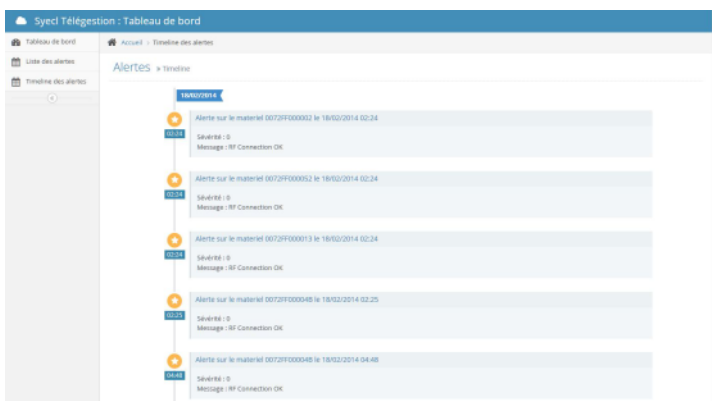 Syecl Télégestion : Tableau de bord
Tableau de bord
Liste des alertes
Timeline des alertes
Accueil > Timeline des alertes
Alertes » Timeline
18/02/2014
Alerte sur le materiel 0072FF000002 le 18/02/2014 02:24
02:24
Sévérité : 0
Message : RF Connection OK
Alerte sur le materiel 0072FF000052 le 18/02/2014 02:24
02:24
Sévérité : 0
Message : RF Connection OK
Alerte sur le materiel 0072FF000013 le 18/02/2014 02:24
02:24
Sévérité : 0
Message : RF Connection OK
Alerte sur le materiel 0072FF00004B le 18/02/2014 02:25
02:25
Sévérité : 0
Message : RF Connection OK
Alerte sur le materiel 0072FF00004B le 18/02/2014 04:48
04:48
Sévérité : 0
Message : RF Connection OK